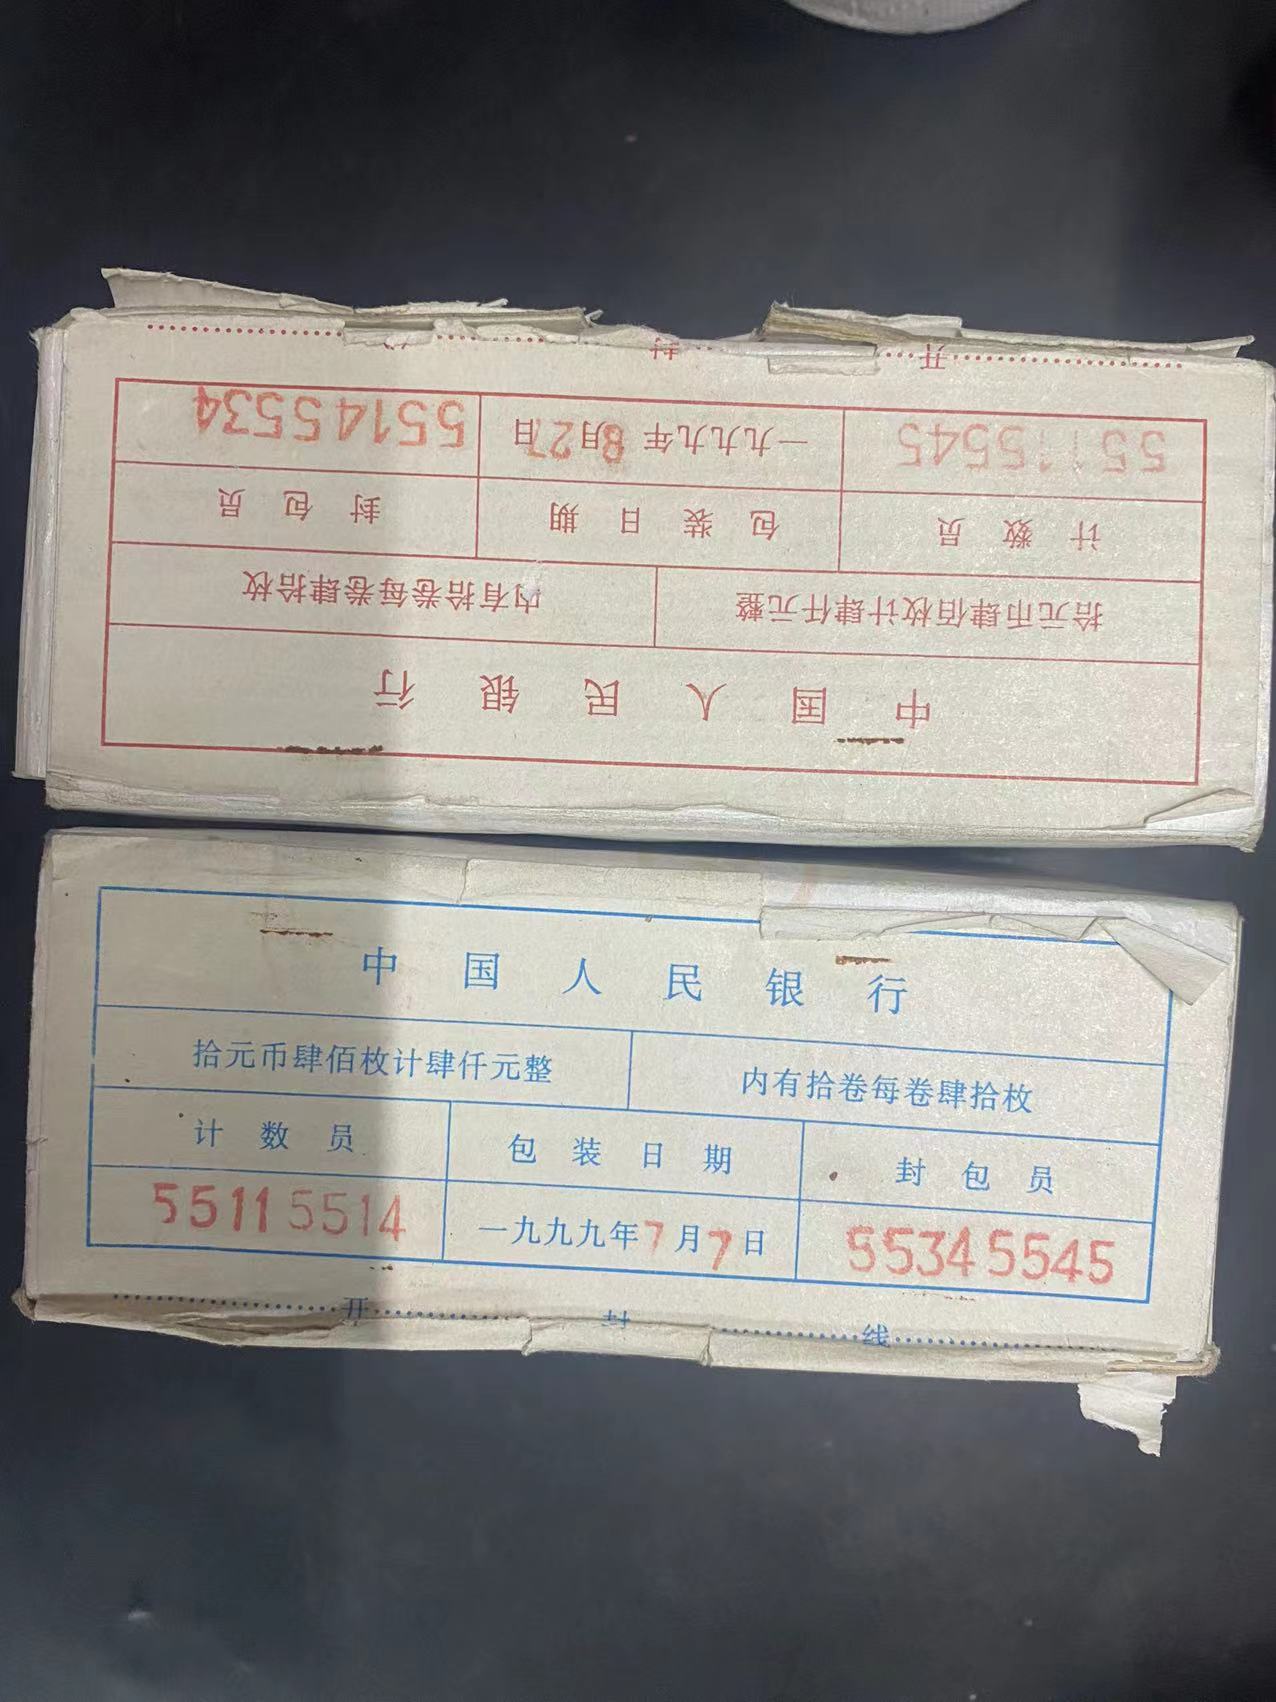 中国人民银行
拾元币肆佰枚计肆仟元整 内有拾卷每卷肆拾枚
计数员 包装日期 封包员
55115545 一九九九年8月27日 55145534
开 封
中国人民银行
拾元币肆佰枚计肆仟元整 内有拾卷每卷肆拾枚
计数员 包装日期 封包员
55115514 一九九九年7月7日 55345545
开 封 线